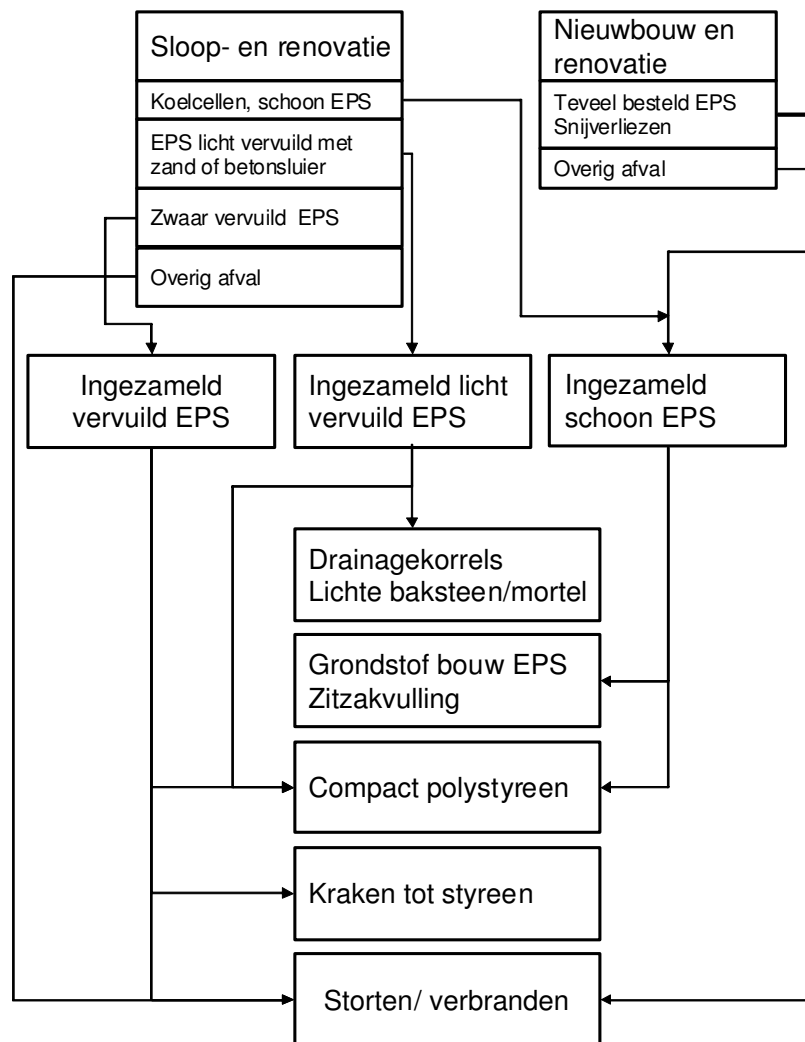 Sloop- en renovatie
Koelcellen, schoon EPS
EPS licht vervuild met
zand of betonsluier
Zwaar vervuild EPS
Overig afval
Nieuwbouw en
renovatie
Teveel besteld EPS
Snijverliezen
Overig afval
Ingezameld
vervuild EPS
Ingezameld licht
vervuild EPS
Ingezameld
schoon EPS
Drainagekorrels
Lichte baksteen/mortel
Grondstof bouw EPS
Zitzakvulling
Compact polystyreen
Kraken tot styreen
Storten/ verbranden